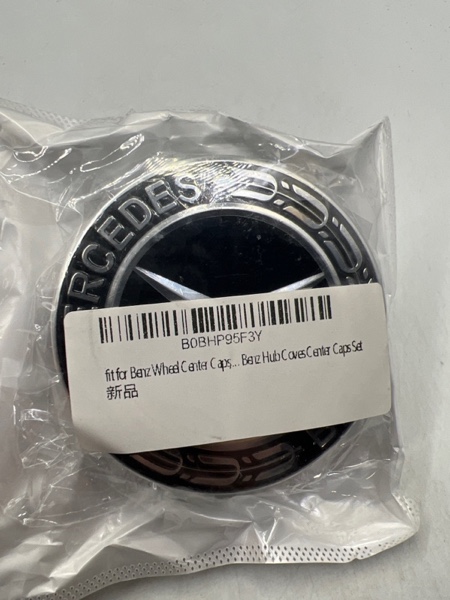 MERCEDES
B0BHP95F3Y
fit for Benz Wheel Center Caps,... Benz Hub Coves Center Caps Set
新品